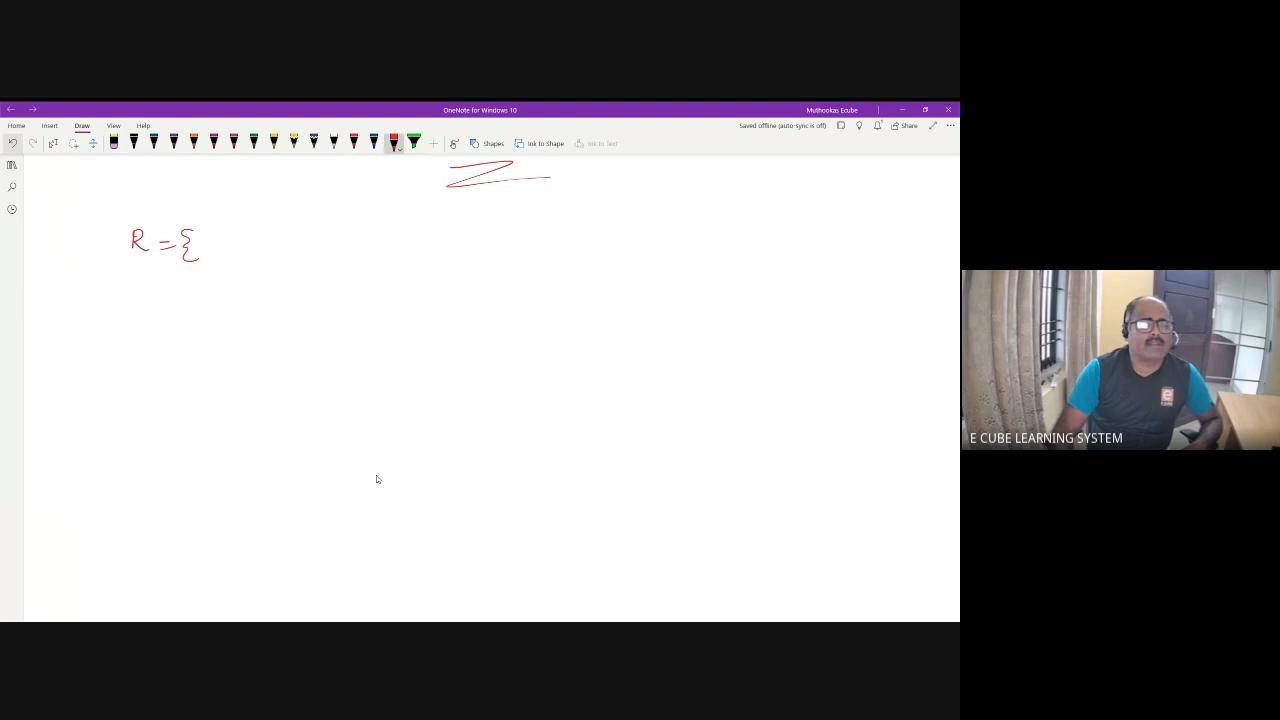 OneNote for Windows 10
Muthookas Ecube
Home Insert Draw View Help
Saved offline (auto-sync is off) Share
Shapes Ink to Shape Ink to Text
R = {
E CUBE LEARNING SYSTEM